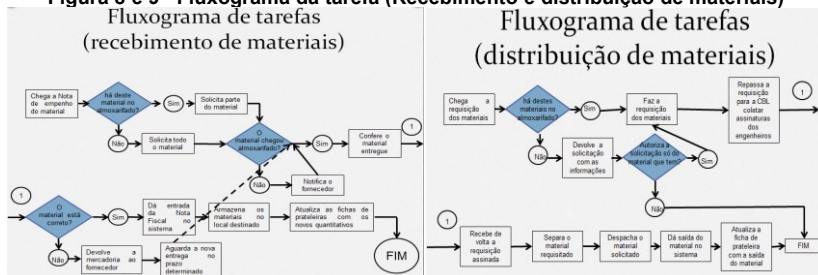 Figura 8 e 9 - Fluxograma da tarefa (Recebimento e distribuição de materiais)
Fluxograma de tarefas
(recebimento de materiais)
Chega a Nota
de empenho
do material
há deste
material no
almoxarifado?
Sim
Solicita parte
do material
Não
Solicita todo
o material
O
material chegou
almoxarifado?
Sim
Confere o
material
entregue
1
Não
Notifica o
fornecedor
1
O
material está
correto?
Sim
Dá entrada
da Nota
Fiscal no
sistema
Armazena os
materiais no
local destinado
Atualiza as fichas de
prateleiras com os
novos quantitativos
FIM
Não
Devolve a
mercadoria ao
fornecedor
Aguarda a nova
entrega no
prazo
determinado
Fluxograma de tarefas
(distribuição de materiais)
Chega a
requisição
dos materiais
há destes
materiais no
almoxarifado?
Sim
Faz a
requisição
dos materiais
Repassa a
requisição
para a CBL
coletar
assinaturas
dos
engenheiros
1
Não
Devolve a
solicitação
com as
informações
Autoriza a
solicitação só do
material que tem?
Sim
Não
1
Recebe de
volta a
requisição
assinada
Separa o
material
requisitado
Despacha o
material
solicitado
Dá saída do
material no
sistema
Atualiza a
ficha de
prateleira
com a saída
do material
FIM